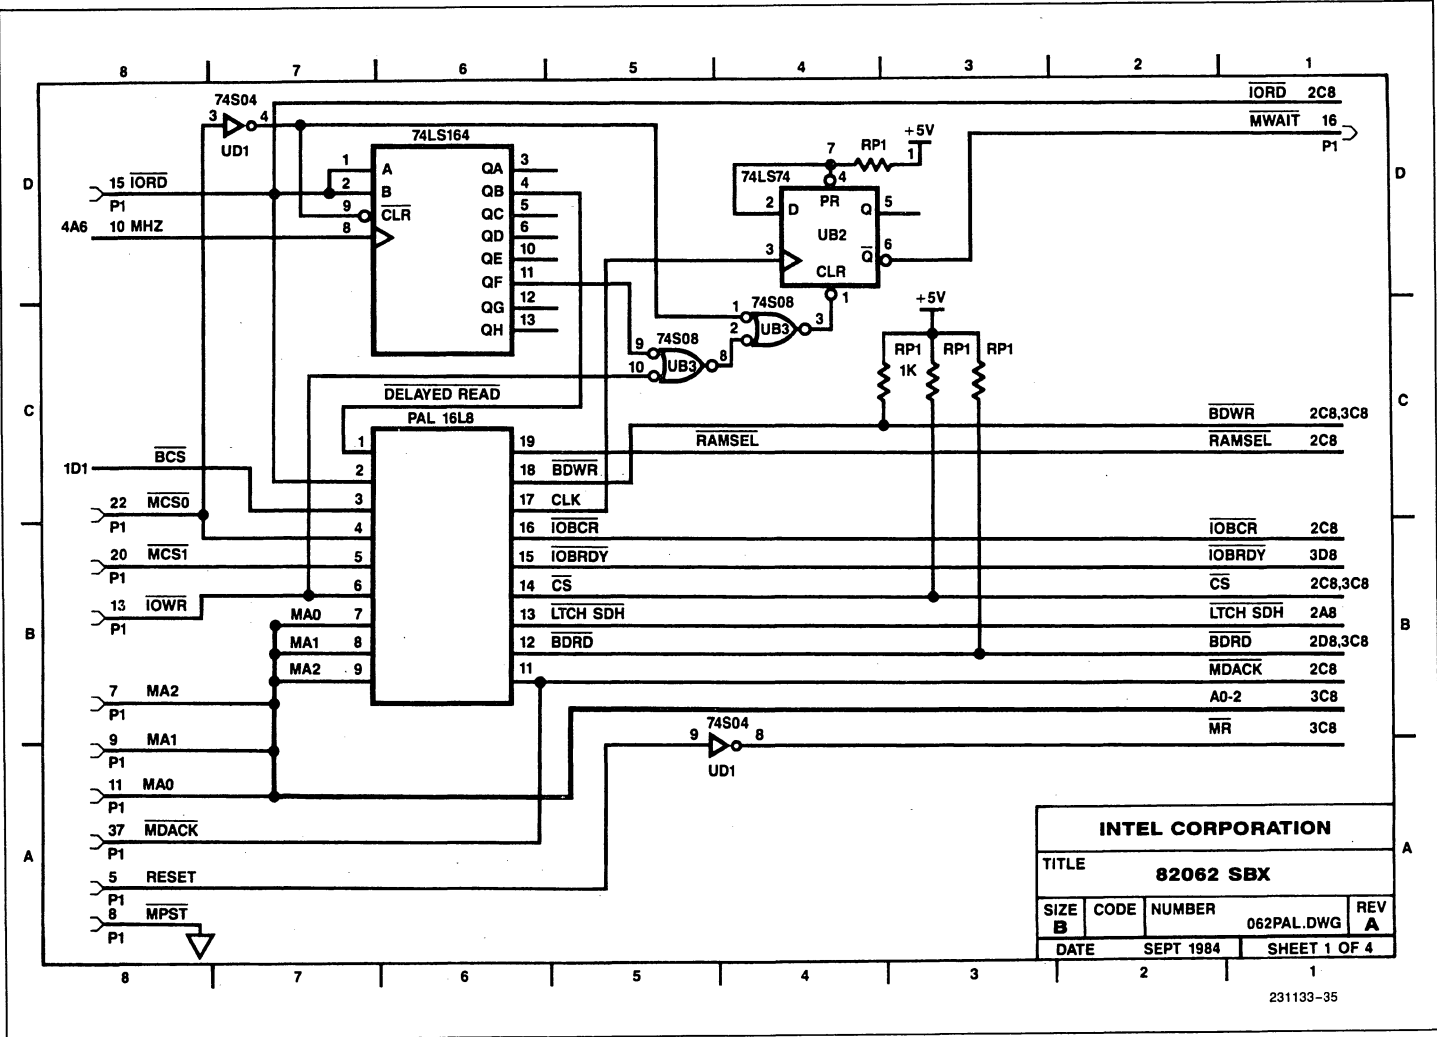 8 7 6 5 4 3 2 1
74S04
3 4
UD1
IORD 2C8
MWAIT 16
P1
74LS164
+5V
7 RP1 1
D
D
15 IORD
P1
1 A QA 3
2 B QB 4
9 CLR QC 5
4A6 10 MHZ 8 QD 6
QE 10
QF 11
QG 12
QH 13
74LS74
4
PR
2 D Q 5
UB2
3 Q 6
CLR
1
74S08
1
2 UB3 3
74S08
9
10 UB3 8
+5V
RP1 RP1 RP1
1K
C
C
DELAYED READ
PAL 16L8
BDWR 2C8,3C8
1 19 RAMSEL RAMSEL 2C8
1D1 BCS 2 18 BDWR
22 MCS0 3 17 CLK
P1
4 16 IOBCR IOBCR 2C8
20 MCS1 5 15 IOBRDY IOBRDY 3D8
P1
13 IOWR 6 14 CS CS 2C8,3C8
P1
MA0 7 13 LTCH SDH LTCH SDH 2A8
B
B
MA1 8 12 BDRD BDRD 2D8,3C8
MA2 9 11 MDACK 2C8
7 MA2 A0-2 3C8
P1
74S04
9 8 MR 3C8
UD1
9 MA1
P1
11 MA0
P1
37 MDACK
P1
A
A
5 RESET
P1
8 MPST
P1
INTEL CORPORATION
TITLE
82062 SBX
SIZE CODE NUMBER REV
B 062PAL.DWG A
DATE SEPT 1984 SHEET 1 OF 4
8 7 6 5 4 3 2 1
231133-35